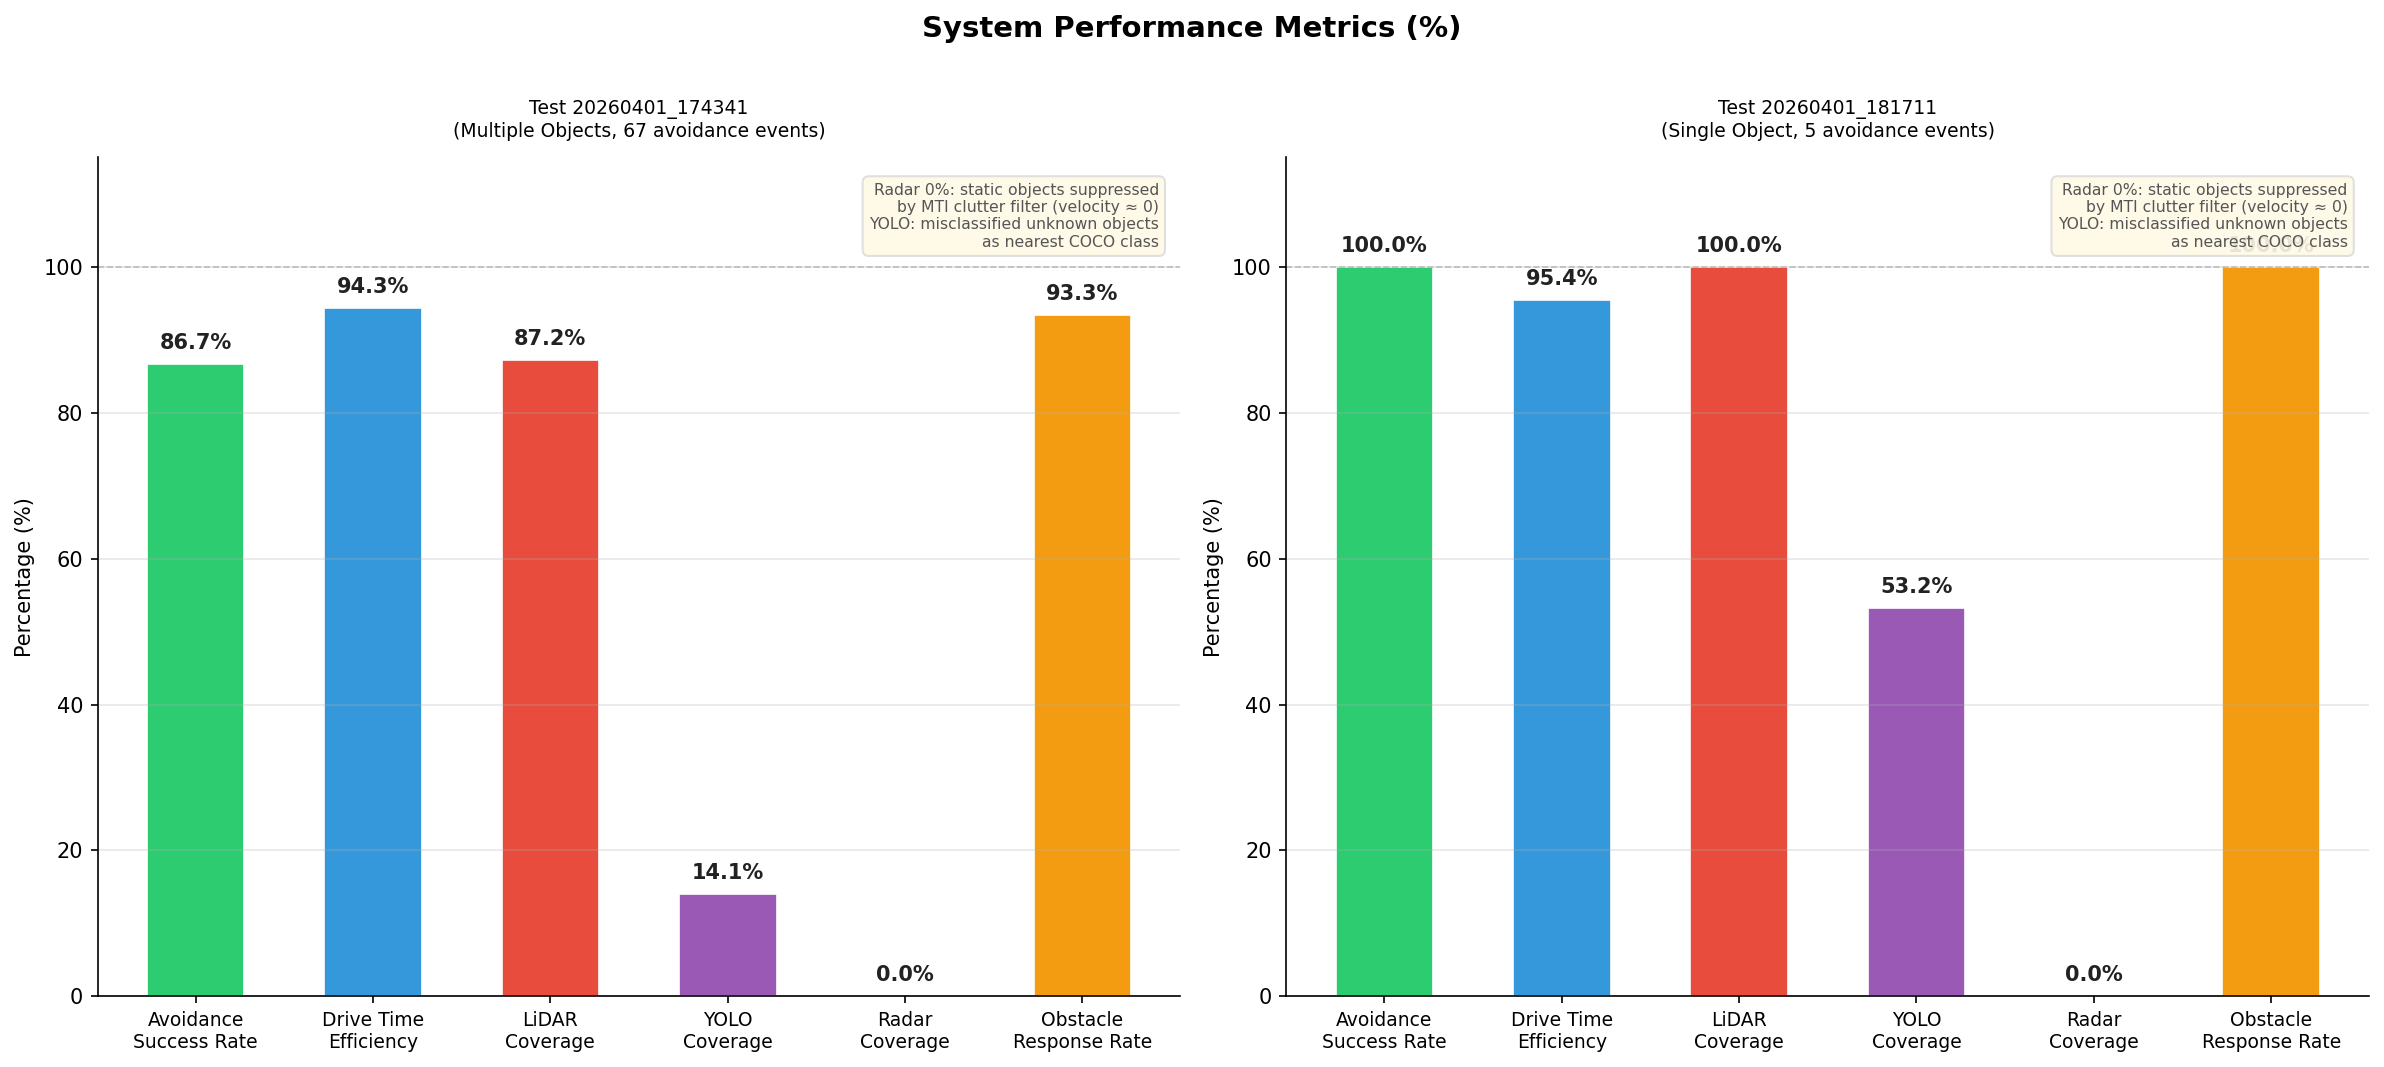 System Performance Metrics (%)
Test 20260401_174341
(Multiple Objects, 67 avoidance events)
Radar 0%: static objects suppressed
by MTI clutter filter (velocity ≈ 0)
YOLO: misclassified unknown objects
as nearest COCO class
Percentage (%)
100
80
60
40
20
0
86.7%
94.3%
87.2%
14.1%
0.0%
93.3%
Avoidance
Success Rate
Drive Time
Efficiency
LiDAR
Coverage
YOLO
Coverage
Radar
Coverage
Obstacle
Response Rate
Test 20260401_181711
(Single Object, 5 avoidance events)
Radar 0%: static objects suppressed
by MTI clutter filter (velocity ≈ 0)
YOLO: misclassified unknown objects
as nearest COCO class
Percentage (%)
100
80
60
40
20
0
100.0%
95.4%
100.0%
53.2%
0.0%
100.0%
Avoidance
Success Rate
Drive Time
Efficiency
LiDAR
Coverage
YOLO
Coverage
Radar
Coverage
Obstacle
Response Rate